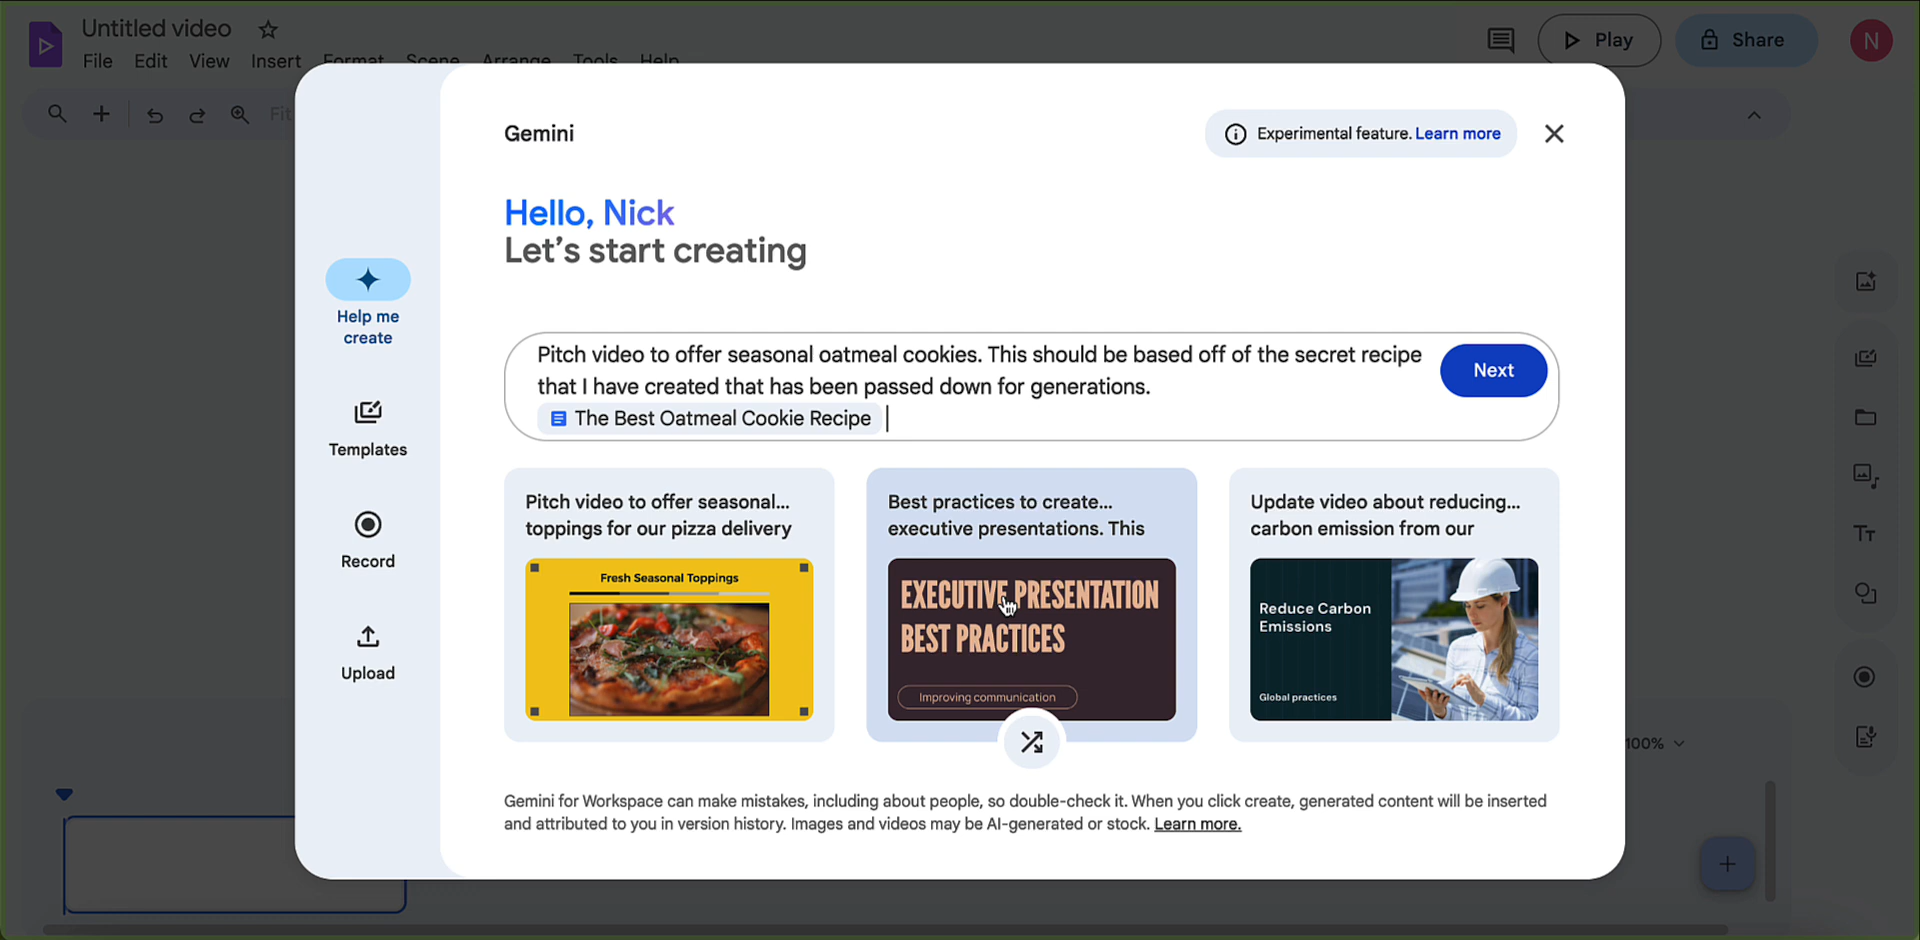 Untitled video
File Edit View Insert Format Scene Arrange Tools Help
Play
Share
N
Fit
Gemini
Experimental feature. Learn more
Hello, Nick
Let's start creating
Help me
create
Templates
Record
Upload
Pitch video to offer seasonal oatmeal cookies. This should be based off of the secret recipe
that I have created that has been passed down for generations.
The Best Oatmeal Cookie Recipe
Next
Pitch video to offer seasonal...
toppings for our pizza delivery
Fresh Seasonal Toppings
Best practices to create...
executive presentations. This
EXECUTIVE PRESENTATION
BEST PRACTICES
Improving communication
Update video about reducing...
carbon emission from our
Reduce Carbon
Emissions
Global practices
Tт
100%
Gemini for Workspace can make mistakes, including about people, so double-check it. When you click create, generated content will be inserted
and attributed to you in version history. Images and videos may be AI-generated or stock. Learn more.